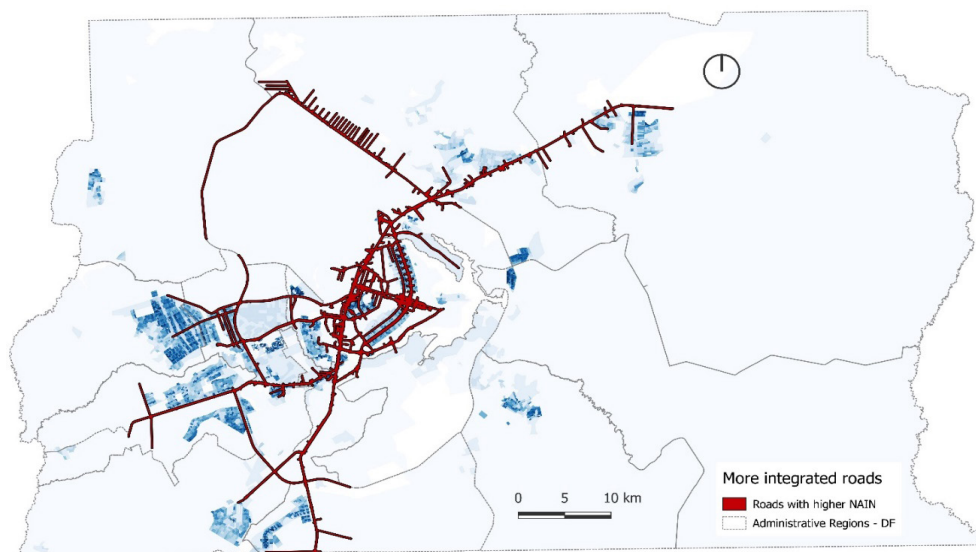 More integrated roads
Roads with higher NAIN
Administrative Regions - DF
0 5 10 km